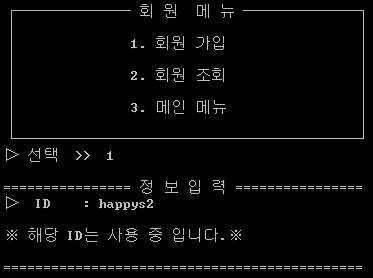 회 원 메 뉴
1. 회원 가입
2. 회원 조회
3. 메인 메뉴
▷ 선택 >> 1
================ 정 보 입 력 ================
▷ ID : happys2
※ 해당 ID는 사용 중 입니다.※
=============================================